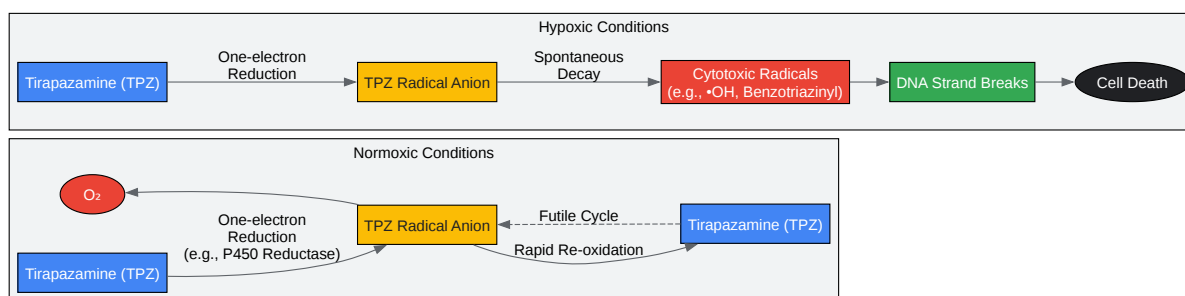 Hypoxic Conditions
Tirapazamine (TPZ)
One-electron
Reduction
TPZ Radical Anion
Spontaneous
Decay
Cytotoxic Radicals
(e.g., •OH, Benzotriazinyl)
DNA Strand Breaks
Cell Death
Normoxic Conditions
O₂
One-electron
Reduction
(e.g., P450 Reductase)
Tirapazamine (TPZ)
TPZ Radical Anion
Futile Cycle
Rapid Re-oxidation
Tirapazamine (TPZ)